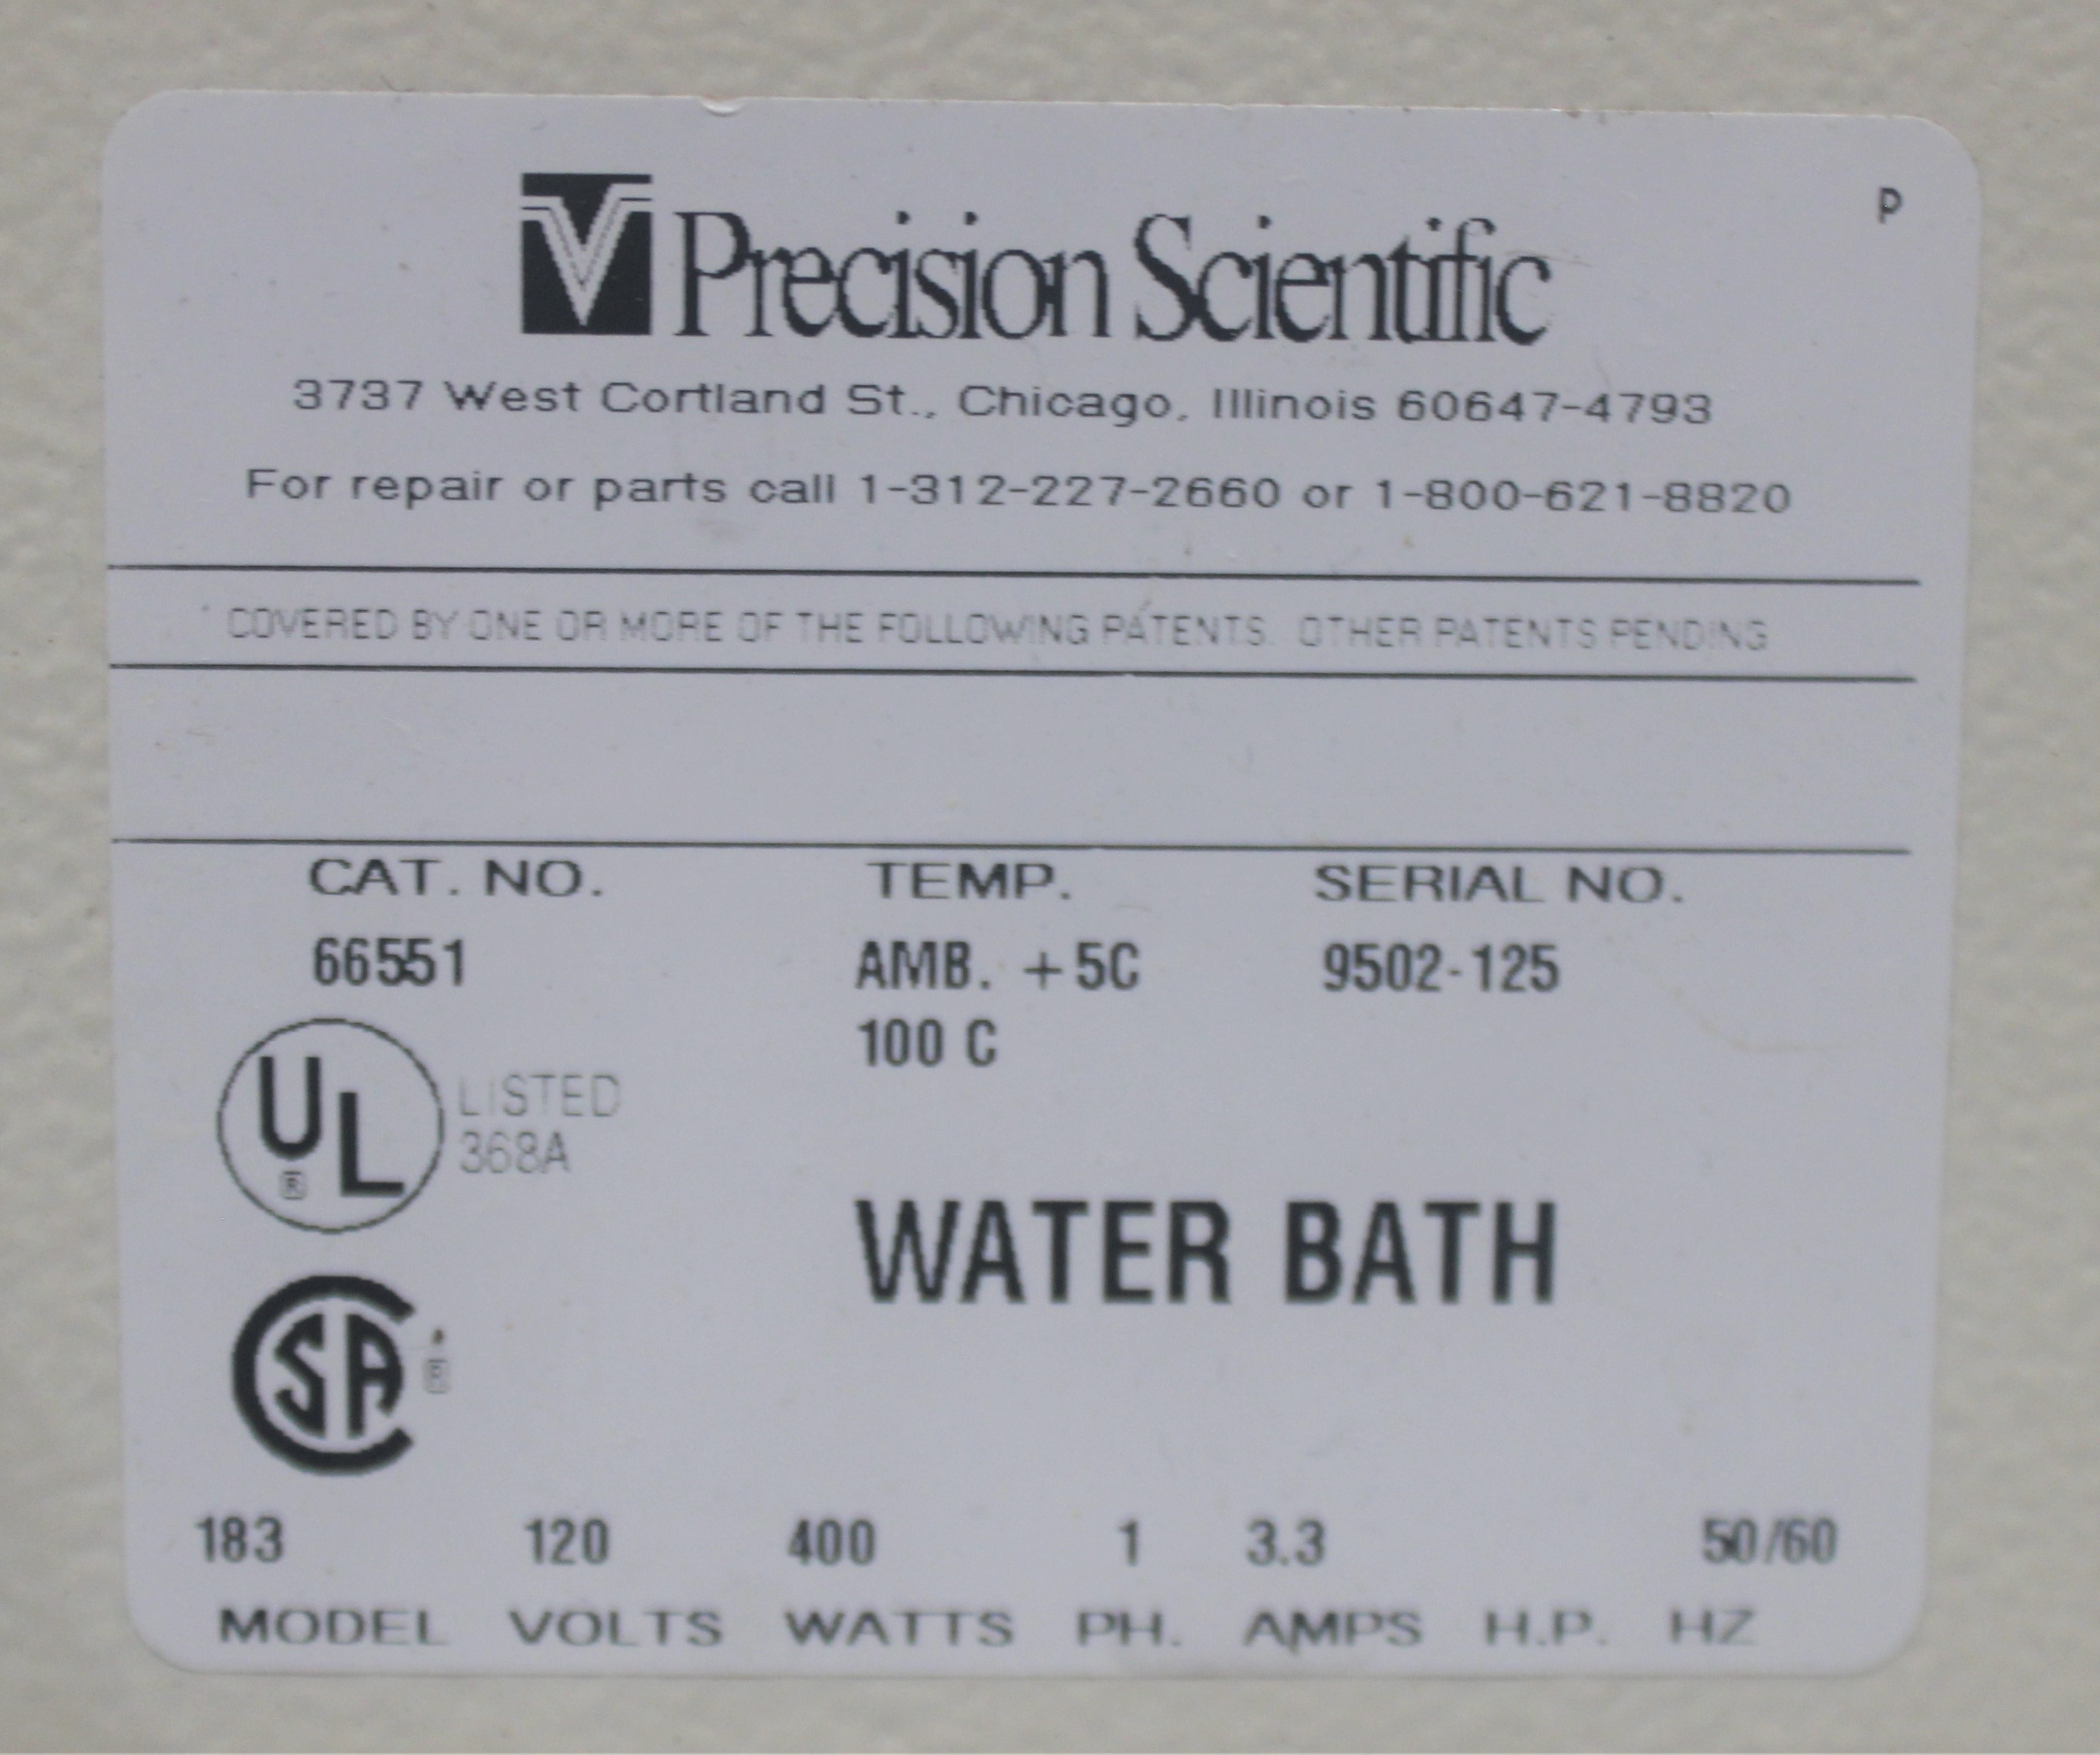 P
Precision Scientific
3737 West Cortland St., Chicago, Illinois 60647-4793
For repair or parts call 1-312-227-2660 or 1-800-621-8820
COVERED BY ONE OR MORE OF THE FOLLOWING PATENTS. OTHER PATENTS PENDING
CAT. NO. TEMP. SERIAL NO.
66551 AMB. +5C 9502-125
100 C
UL ® LISTED
368A
WATER BATH
CSA ®
183 120 400 1 3.3 50/60
MODEL VOLTS WATTS PH. AMPS H.P. HZ